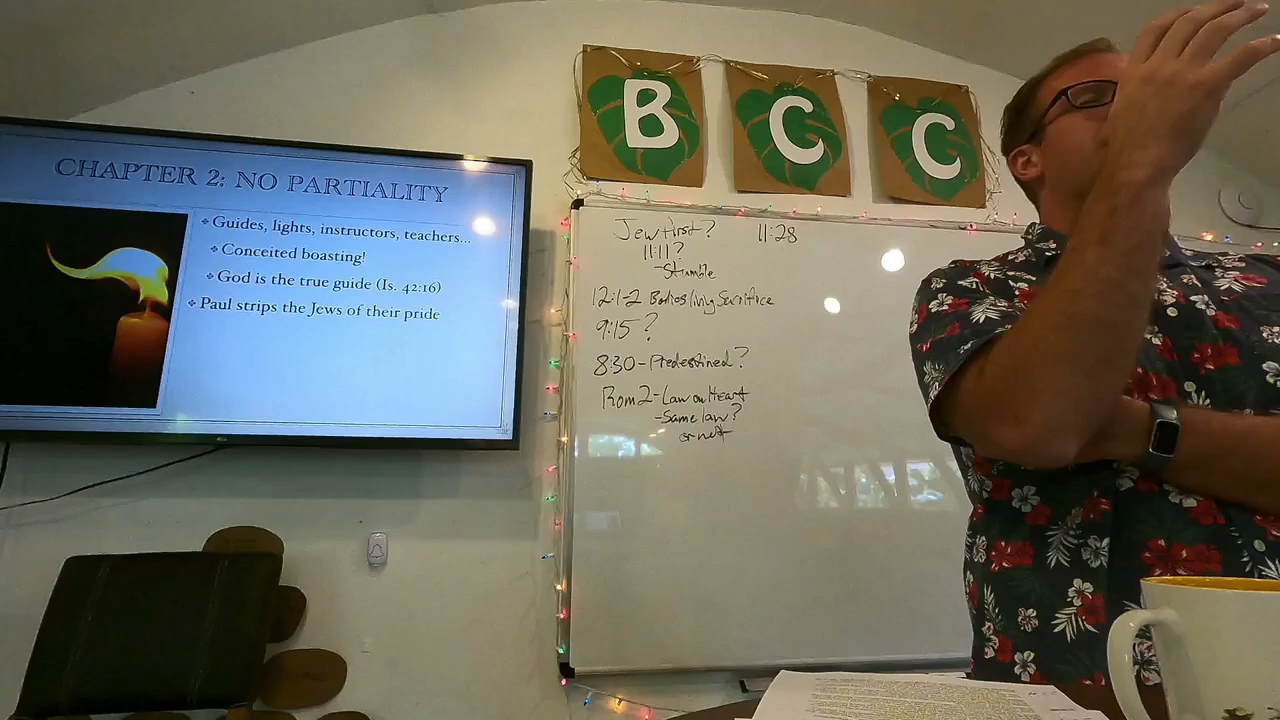 CHAPTER 2: NO PARTIALITY
Guides, lights, instructors, teachers...
Conceited boasting!
God is the true guide (Is. 42:16)
Paul strips the Jews of their pride
B C C
Jew first? 11:28
11:11?
-Stumble
12:1-2 Bodies living Sacrifice
9:15?
8:30-Predestined?
Rom 2-Law on Heart
-Same law?
or not